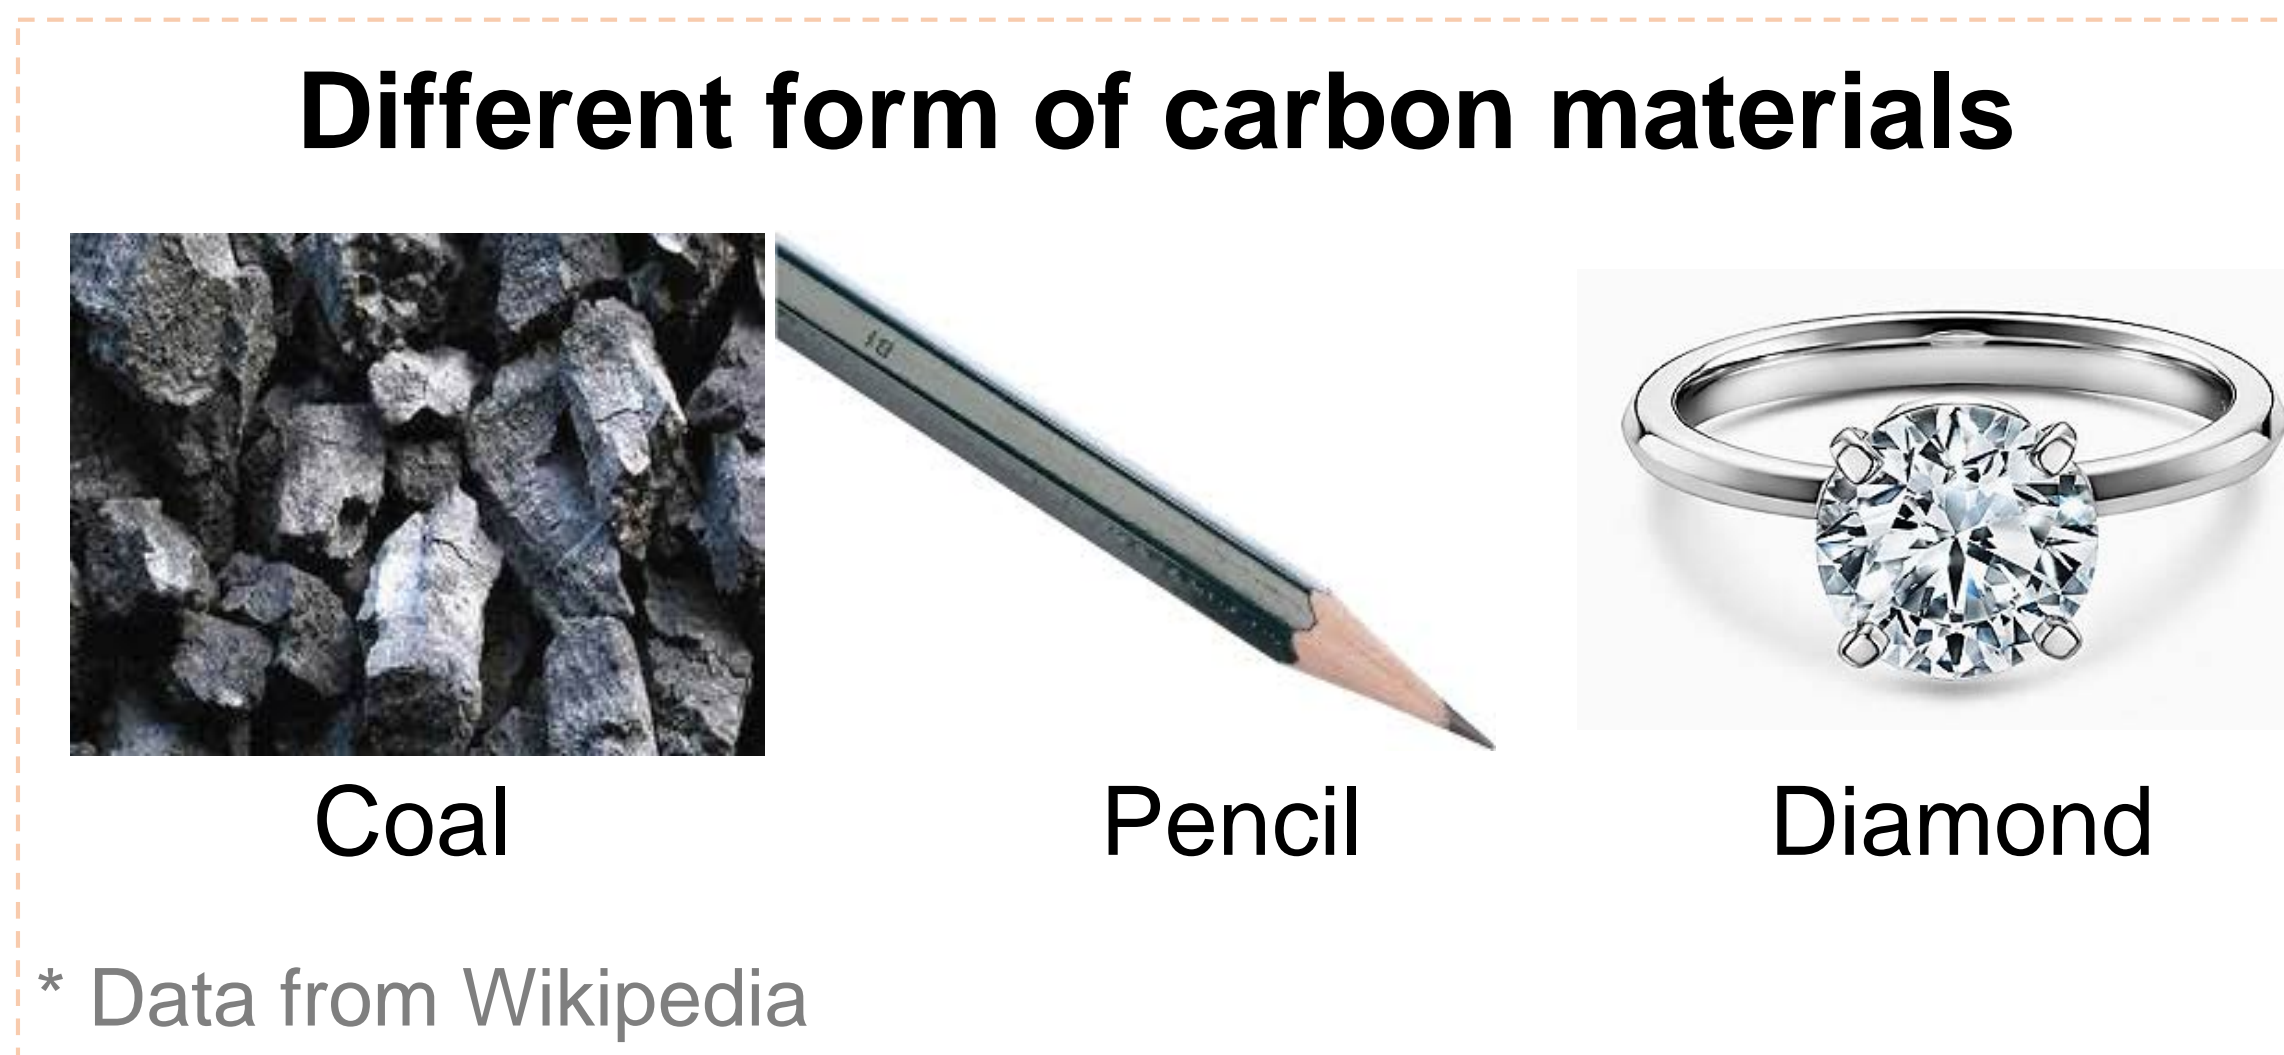 Different form of carbon materials
Coal
Pencil
Diamond
* Data from Wikipedia